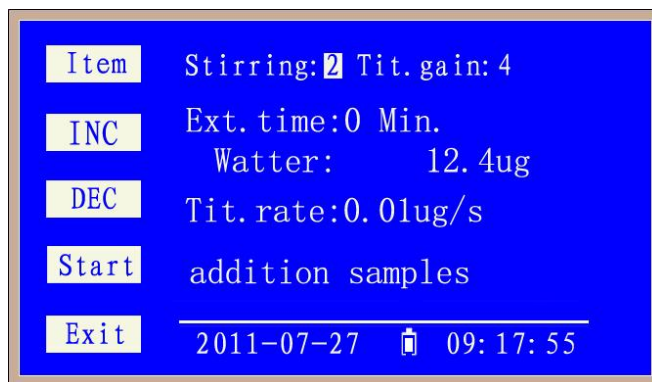 Item
Stirring:2 Tit.gain:4
INC
Ext.time:0 Min.
Watter: 12.4ug
DEC
Tit.rate:0.01ug/s
Start
addition samples
Exit
2011-07-27 09:17:55